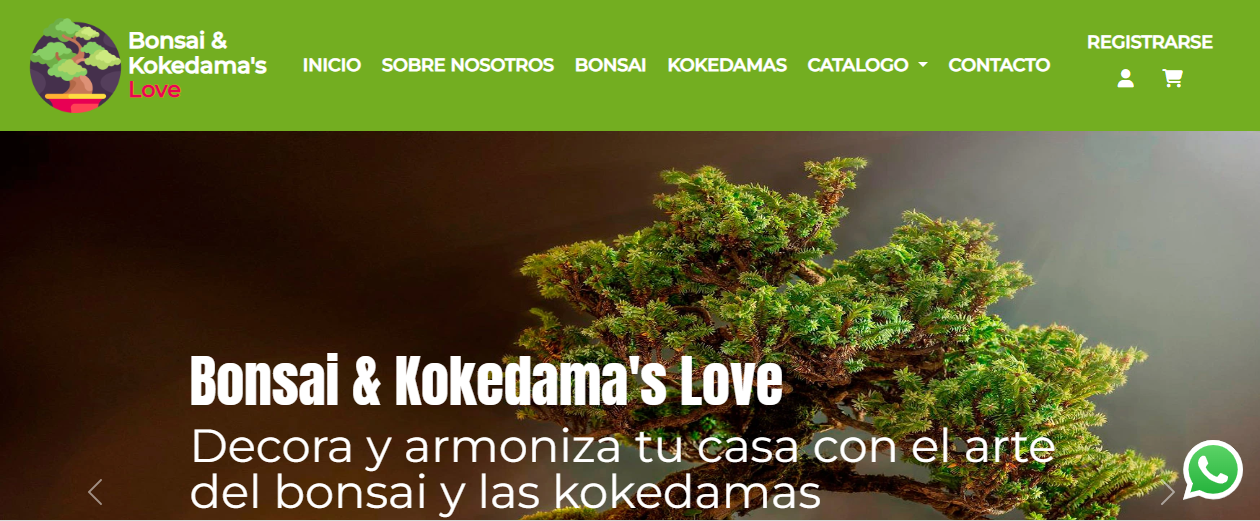 Bonsai &
Kokedama's
Love
INICIO SOBRE NOSOTROS BONSAI KOKEDAMAS CATALOGO CONTACTO
REGISTRARSE
Bonsai & Kokedama's Love
Decora y armoniza tu casa con el arte
del bonsai y las kokedamas